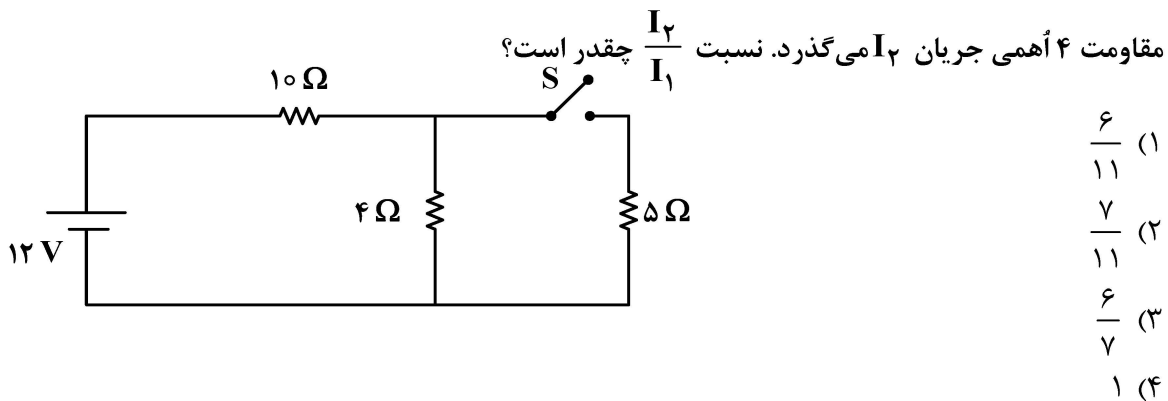 مقاومت ۴ اُهمی جریان I۲ می‌گذرد. نسبت I۲/I۱ چقدر است؟
۱۰ Ω
S
۴ Ω
۵ Ω
۱۲ V
۱) ۶/۱۱
۲) ۷/۱۱
۳) ۶/۷
۴) ۱